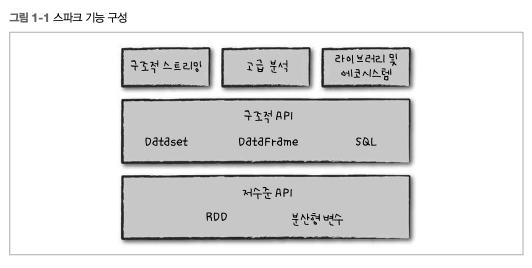 그림 1-1 스파크 기능 구성
구조적 스트리밍
고급 분석
라이브러리 및
에코시스템
구조적 API
Dataset DataFrame SQL
저수준 API
RDD 분산형 변수